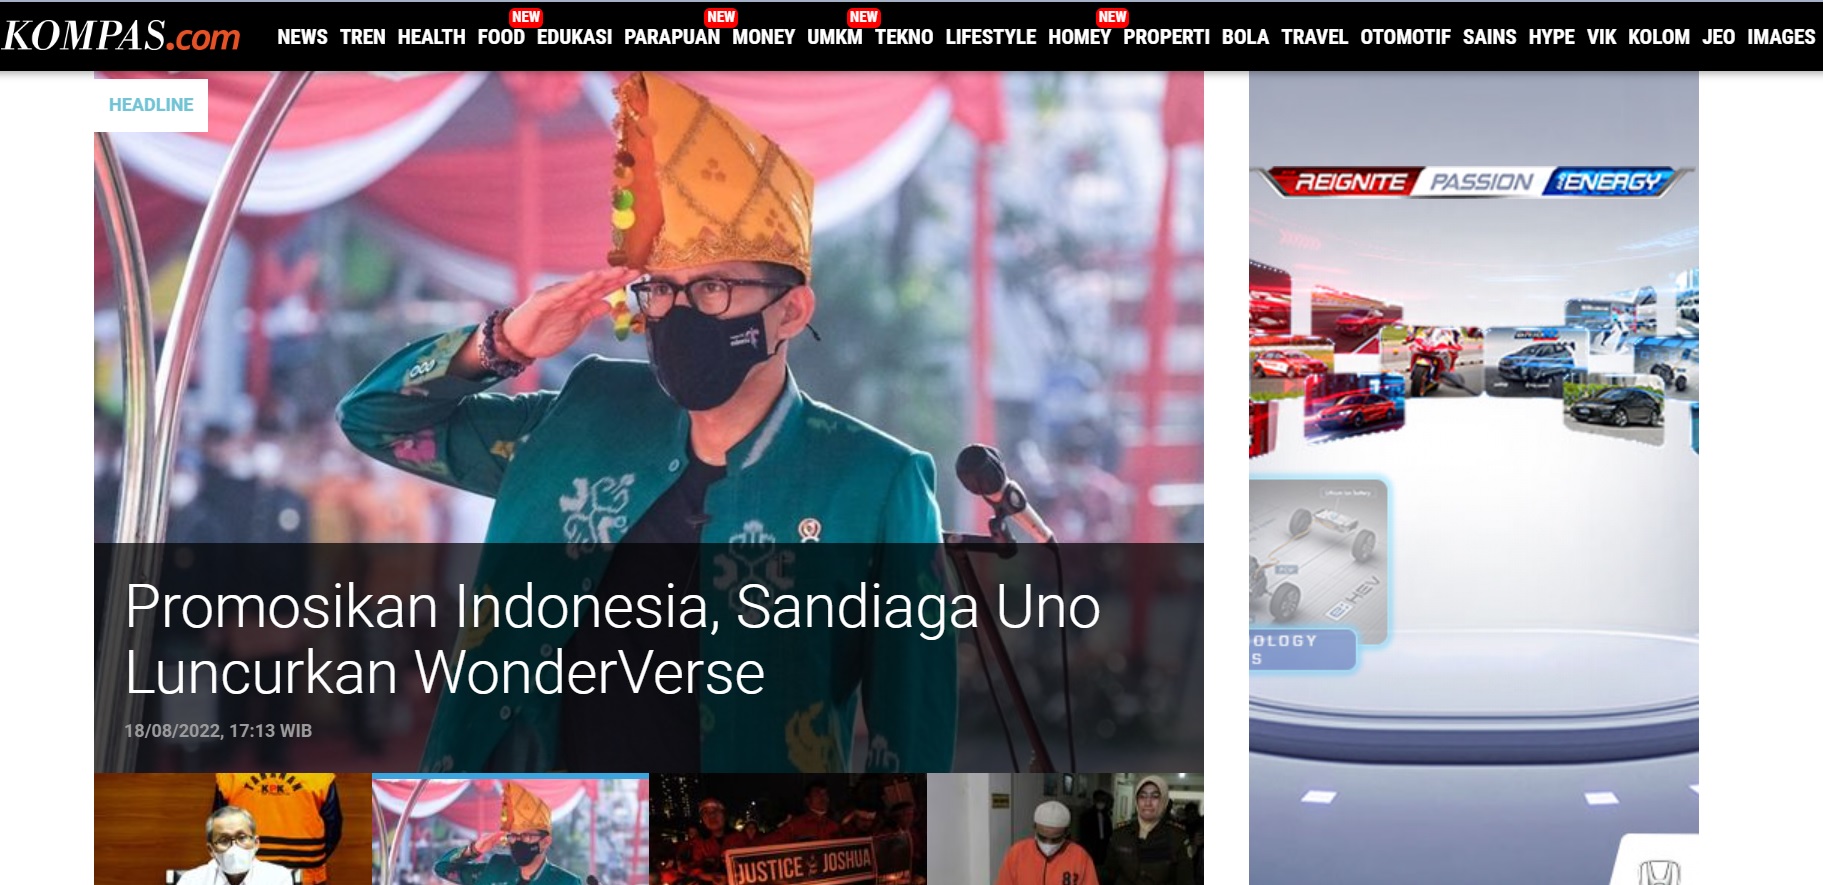 KOMPAS.com
NEWS TREN HEALTH FOOD EDUKASI PARAPUAN MONEY UMKM TEKNO LIFESTYLE HOMEY PROPERTI BOLA TRAVEL OTOMOTIF SAINS HYPE VIK KOLOM JEO IMAGES
NEW NEW NEW NEW
HEADLINE
REIGNITE PASSION ENERGY
Promosikan Indonesia, Sandiaga Uno
Luncurkan WonderVerse
18/08/2022, 17:13 WIB
e:HEV
OLOGY
S
KPK
JUSTICE JOSHUA